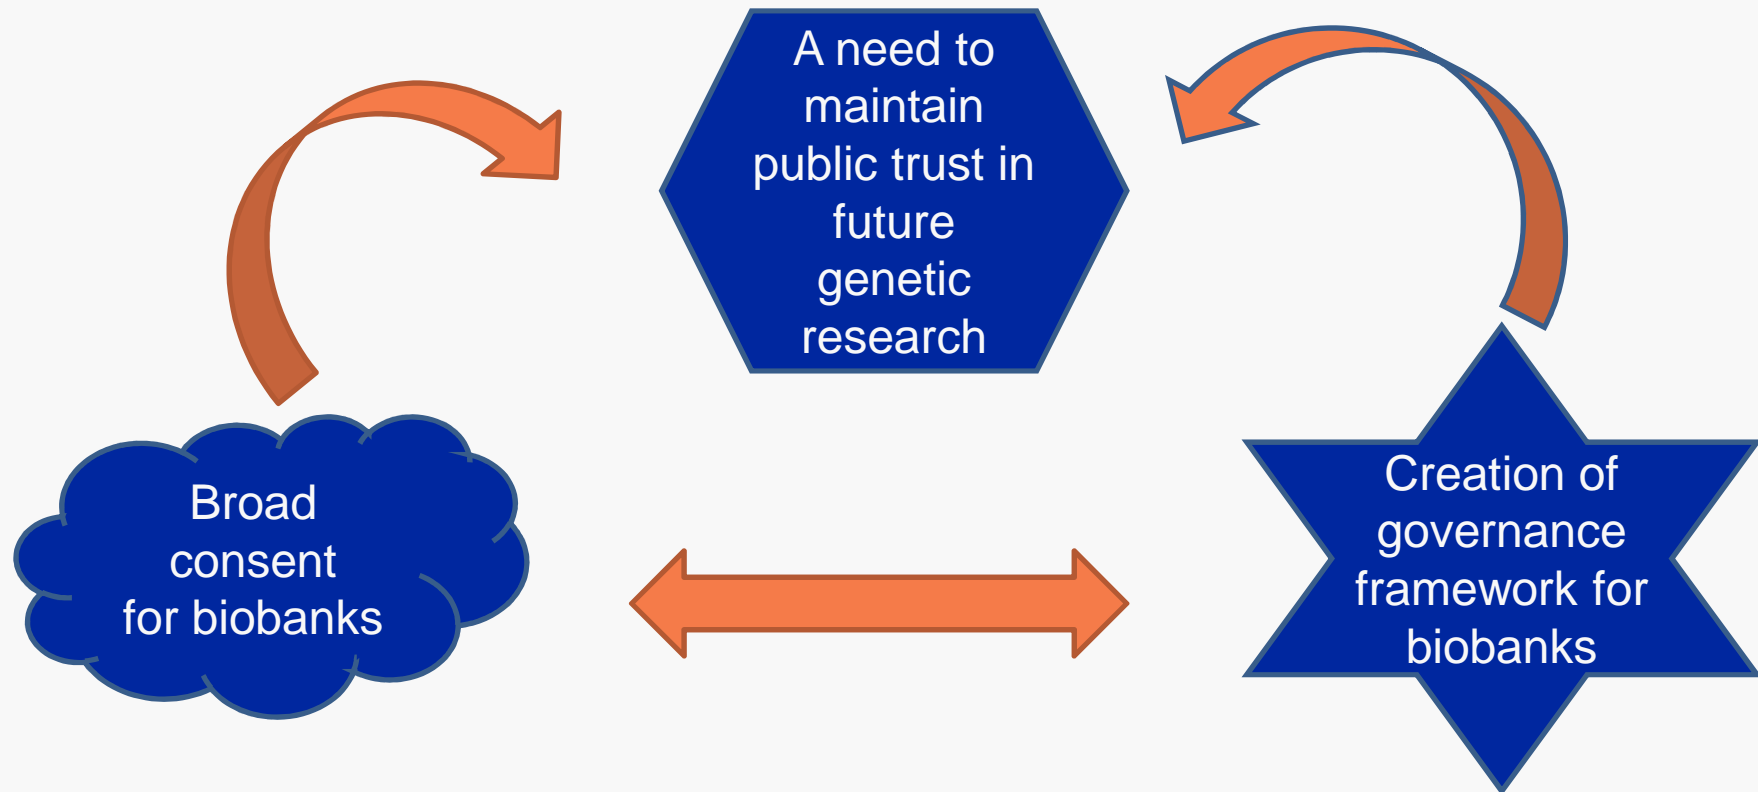 A need to
maintain
public trust in
future
genetic
research
Broad
consent
for biobanks
Creation of
governance
framework for
biobanks